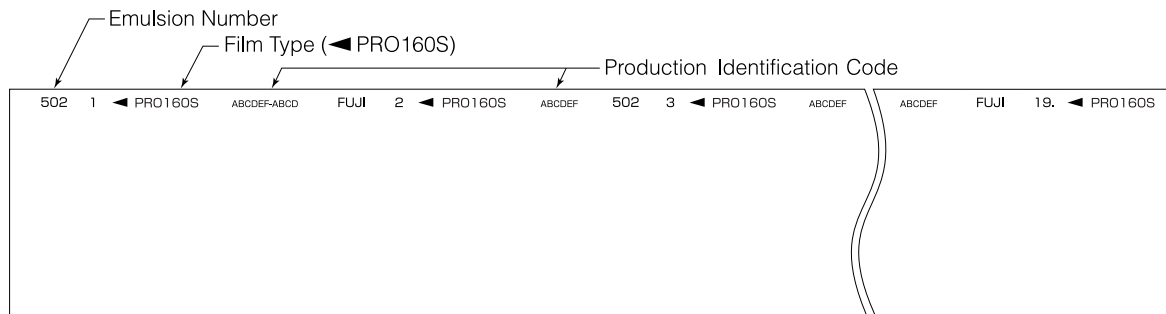 Emulsion Number
Film Type (◄ PRO160S)
Production Identification Code
502 1 ◄ PRO160S ABCDEF-ABCD FUJI 2 ◄ PRO160S ABCDEF 502 3 ◄ PRO160S ABCDEF ABCDEF FUJI 19. ◄ PRO160S